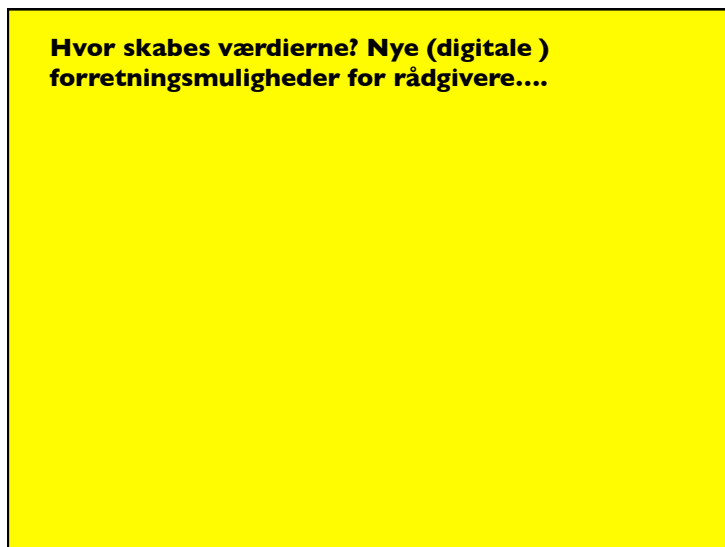 Hvor skabes værdierne? Nye (digitale )
forretningsmuligheder for rådgivere....